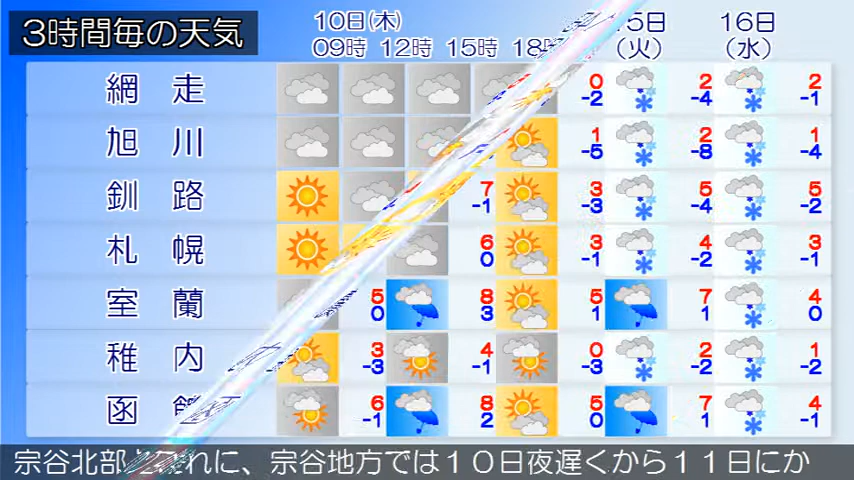 3時間毎の天気
10日(木)
09時 12時 15時 18時
5日 16日
(火) (水)
網走 0 -2 2 -4 2 -1
旭川 1 -5 2 -8 1 -4
釧路 7 -1 3 -3 5 -4 5 -2
札幌 6 0 3 -1 4 -2 3 -1
室蘭 5 0 8 3 5 1 7 1 4 0
稚内 3 -3 4 -1 0 -3 2 -2 1 -2
函 6 -1 8 2 5 0 7 1 4 -1
宗谷北部 れに、宗谷地方では１０日夜遅くから１１日にか